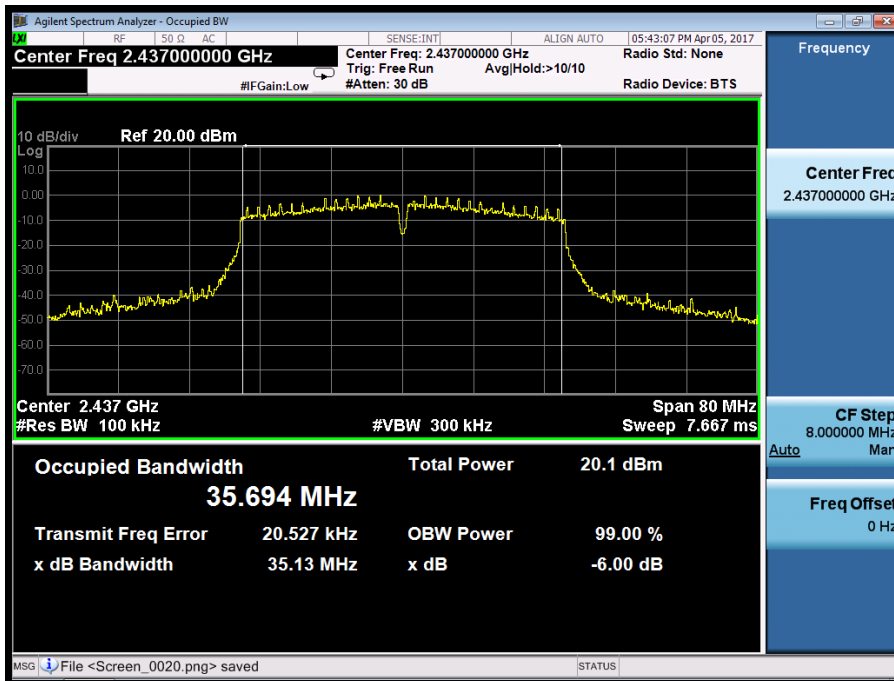 Agilent Spectrum Analyzer - Occupied BW
LXI RF 50 Ω AC SENSE:INT ALIGN AUTO 05:43:07 PM Apr 05, 2017
Center Freq 2.437000000 GHz
Center Freq: 2.437000000 GHz
Radio Std: None
Trig: Free Run Avg|Hold:>10/10
#IFGain:Low
#Atten: 30 dB
Radio Device: BTS
10 dB/div Ref 20.00 dBm
Log
10.0
0.00
-10.0
-20.0
-30.0
-40.0
-50.0
-60.0
-70.0
Center 2.437 GHz Span 80 MHz
#Res BW 100 kHz #VBW 300 kHz Sweep 7.667 ms
Occupied Bandwidth Total Power 20.1 dBm
35.694 MHz
Transmit Freq Error 20.527 kHz OBW Power 99.00 %
x dB Bandwidth 35.13 MHz x dB -6.00 dB
MSG File <Screen_0020.png> saved STATUS
Frequency
Center Freq
2.437000000 GHz
CF Step
8.000000 MHz
Auto Man
Freq Offset
0 Hz